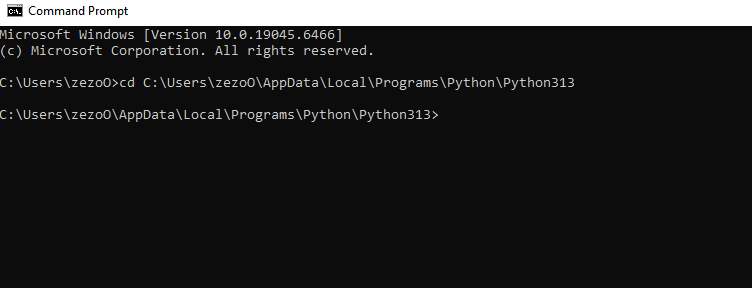 Command Prompt
Microsoft Windows [Version 10.0.19045.6466]
(c) Microsoft Corporation. All rights reserved.
C:\Users\zezoO>cd C:\Users\zezoO\AppData\Local\Programs\Python\Python313
C:\Users\zezoO\AppData\Local\Programs\Python\Python313>